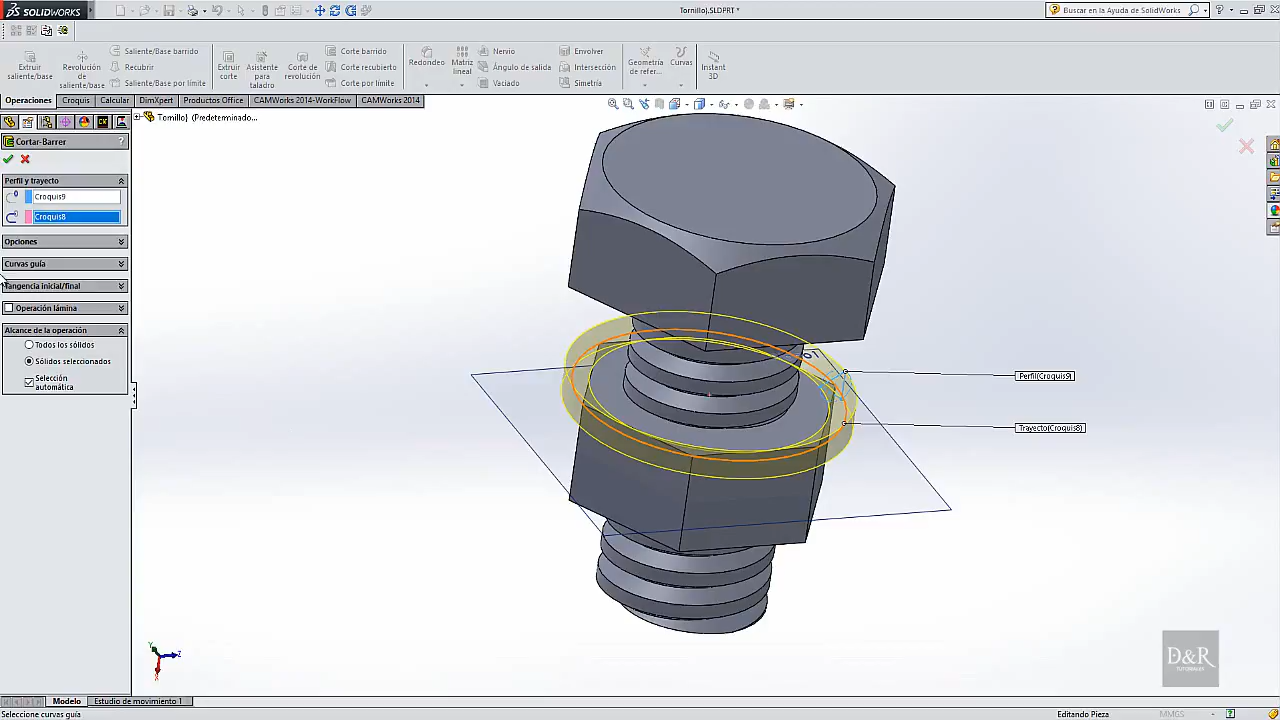 SOLIDWORKS
Tornillo).SLDPRT *
Buscar en la Ayuda de SolidWorks
Extruir saliente/base
Revolución de saliente/base
Saliente/Base barrido
Recubrir
Saliente/Base por límite
Extruir corte
Asistente para taladro
Corte de revolución
Corte barrido
Corte recubierto
Corte por límite
Redondeo
Matriz lineal
Nervio
Ángulo de salida
Vaciado
Envolver
Intersección
Simetría
Geometría de refer...
Curvas
Instant 3D
Operaciones
Croquis
Calcular
DimXpert
Productos Office
CAMWorks 2014-WorkFlow
CAMWorks 2014
Tornillo) (Predeterminado...
Cortar-Barrer
?
Perfil y trayecto
Croquis9
Croquis8
Opciones
Curvas guía
Tangencia inicial/final
Operación lámina
Alcance de la operación
Todos los sólidos
Sólidos seleccionados
Selección automática
Perfil(Croquis9)
Trayecto(Croquis8)
Y
Z
X
D&R
TUTORIALES
Modelo
Estudio de movimiento 1
Seleccione curvas guía
Editando Pieza
MMGS